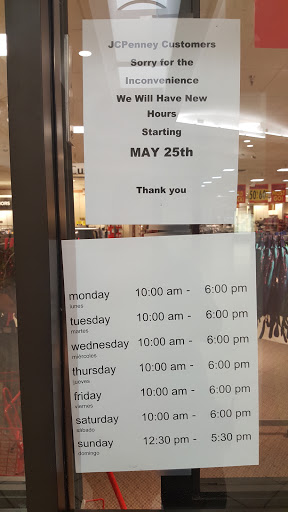 JCPenney Customers
Sorry for the
Inconvenience
We Will Have New
Hours
Starting
MAY 25th
Thank you
monday 10:00 am - 6:00 pm
lunes
tuesday 10:00 am - 6:00 pm
martes
wednesday 10:00 am - 6:00 pm
miércoles
thursday 10:00 am - 6:00 pm
jueves
friday 10:00 am - 6:00 pm
viernes
saturday 10:00 am - 6:00 pm
sábado
sunday 12:30 pm - 5:30 pm
domingo